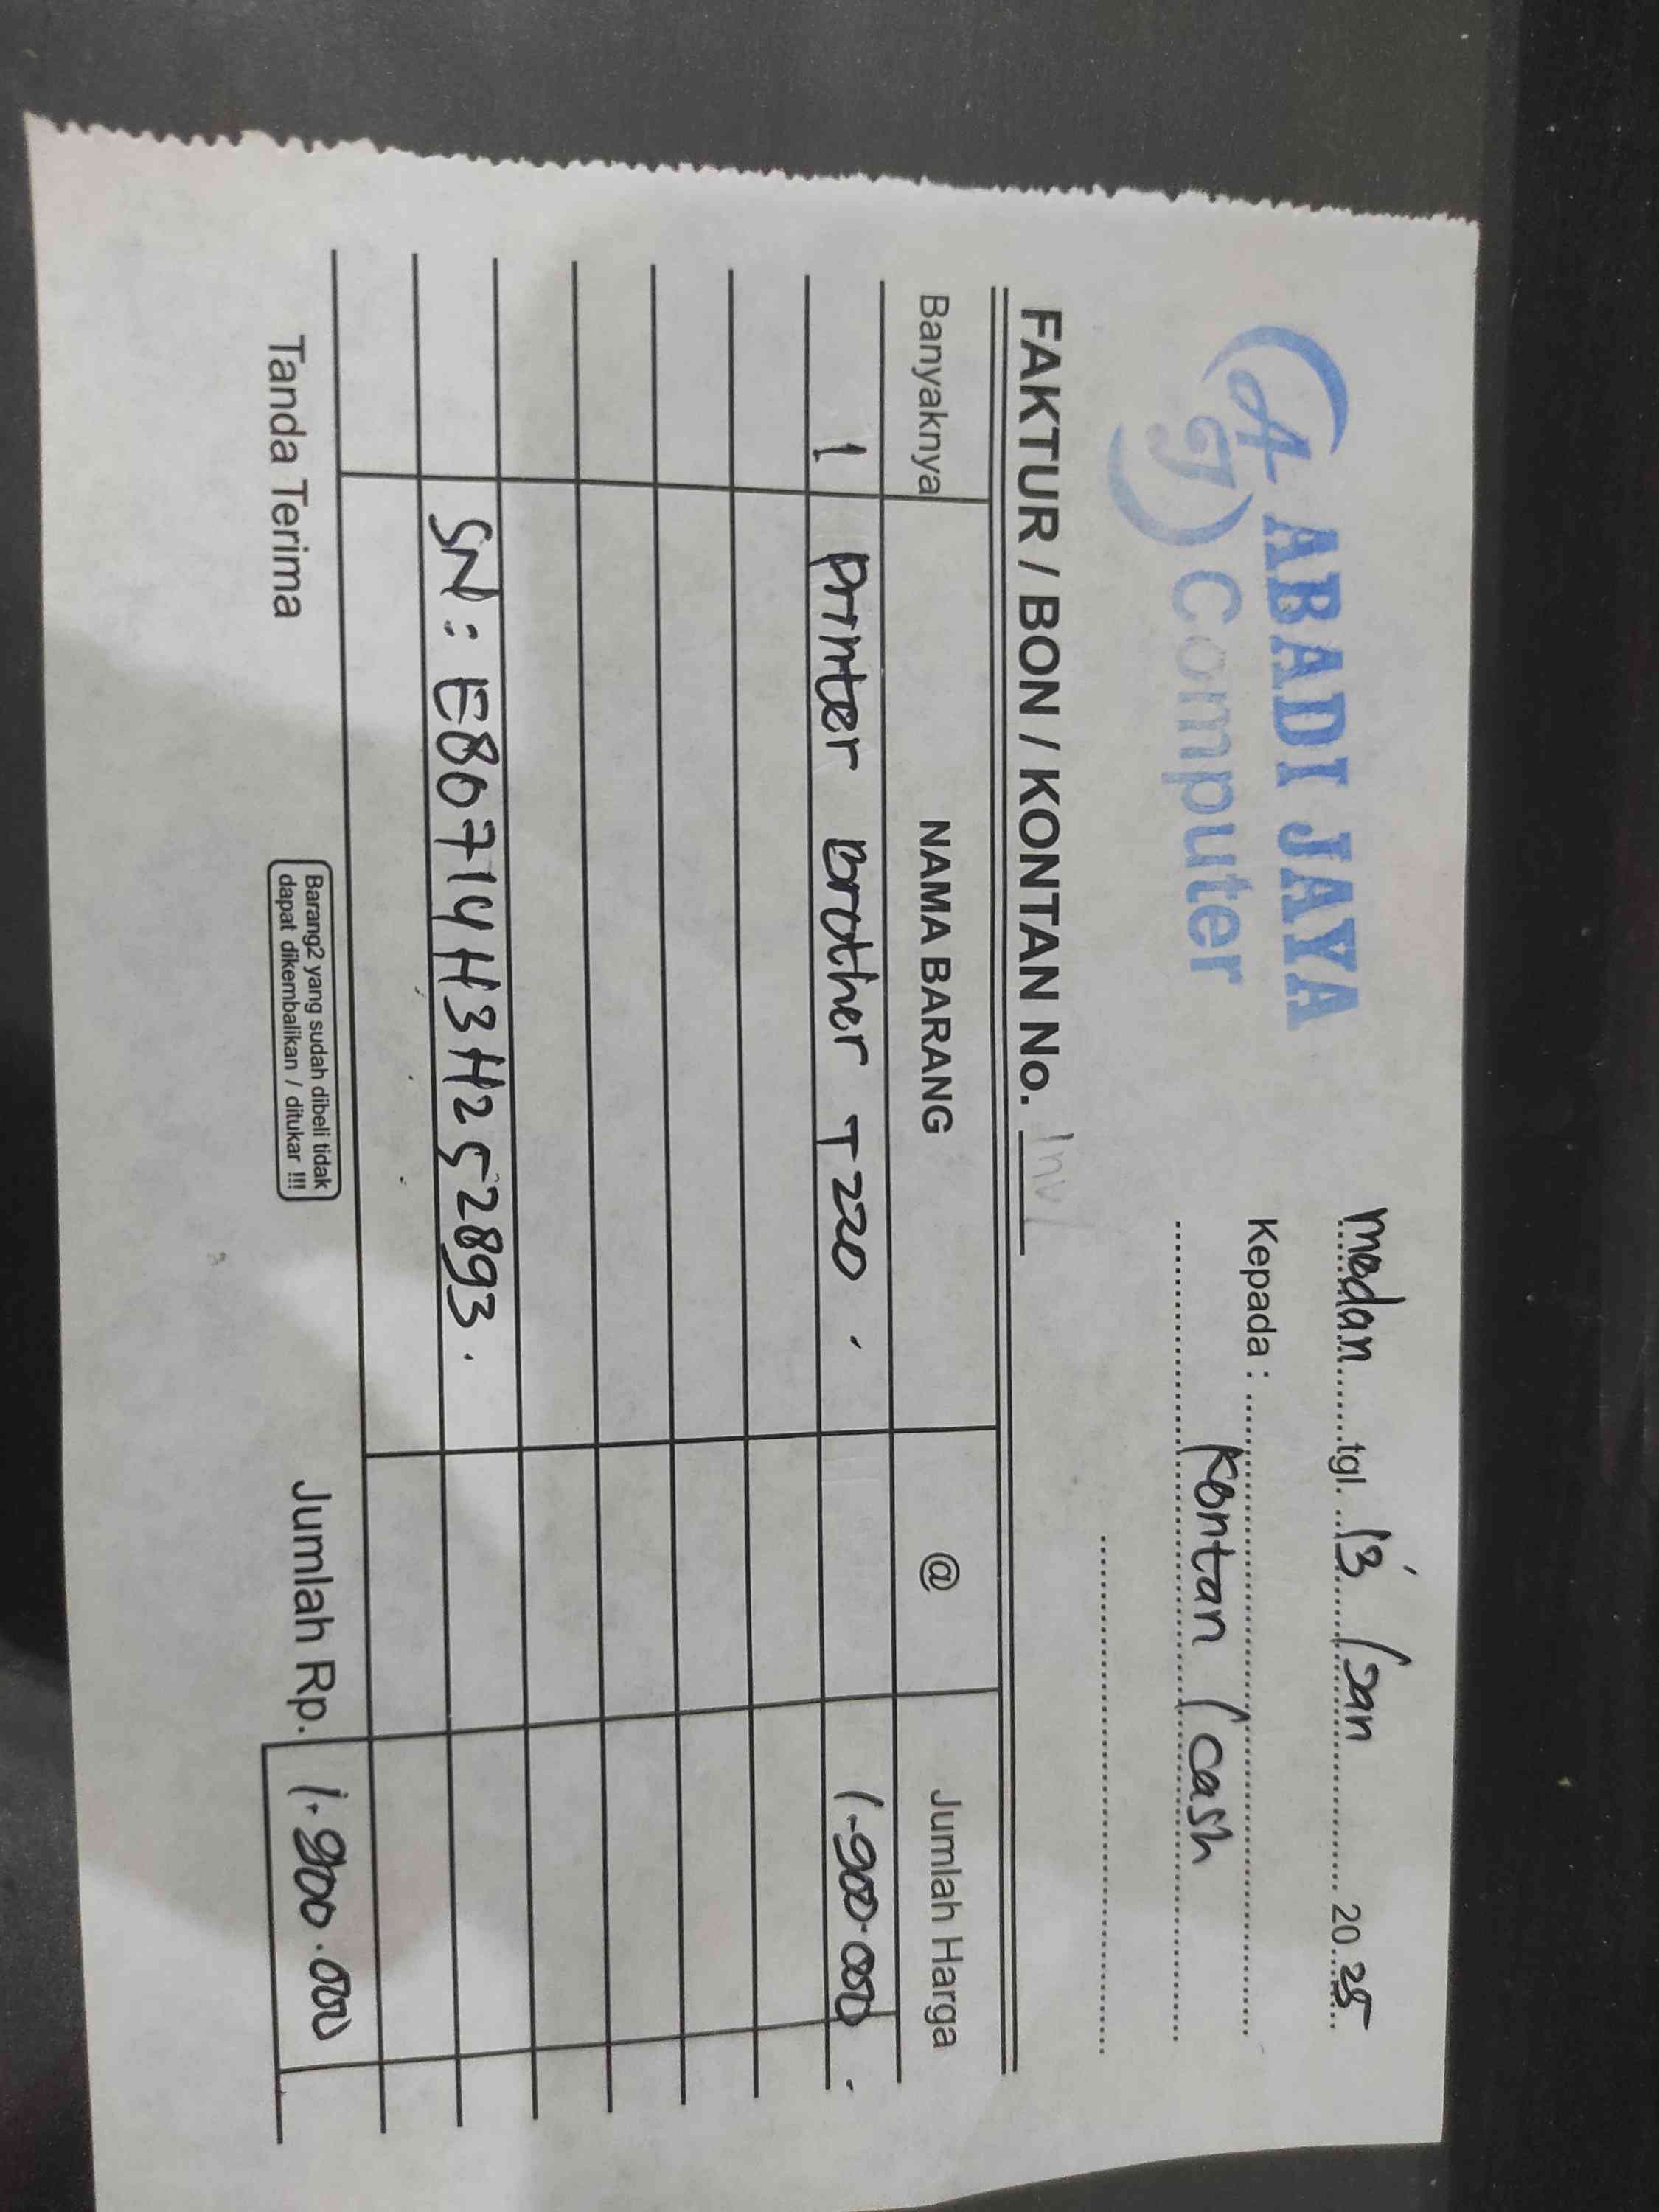 ABADI JAYA
AJ Computer
Medan tgl. 13 / Jan 20 25
Kepada :
Kontan / Cash
FAKTUR / BON / KONTAN No. Inv/
Banyaknya NAMA BARANG @ Jumlah Harga
1 Printer Brother T220. 1.900.000.
SN: E80714H3H252893.
Tanda Terima
Barang2 yang sudah dibeli tidak
dapat dikembalikan / ditukar !!!
Jumlah Rp. 1.900.000